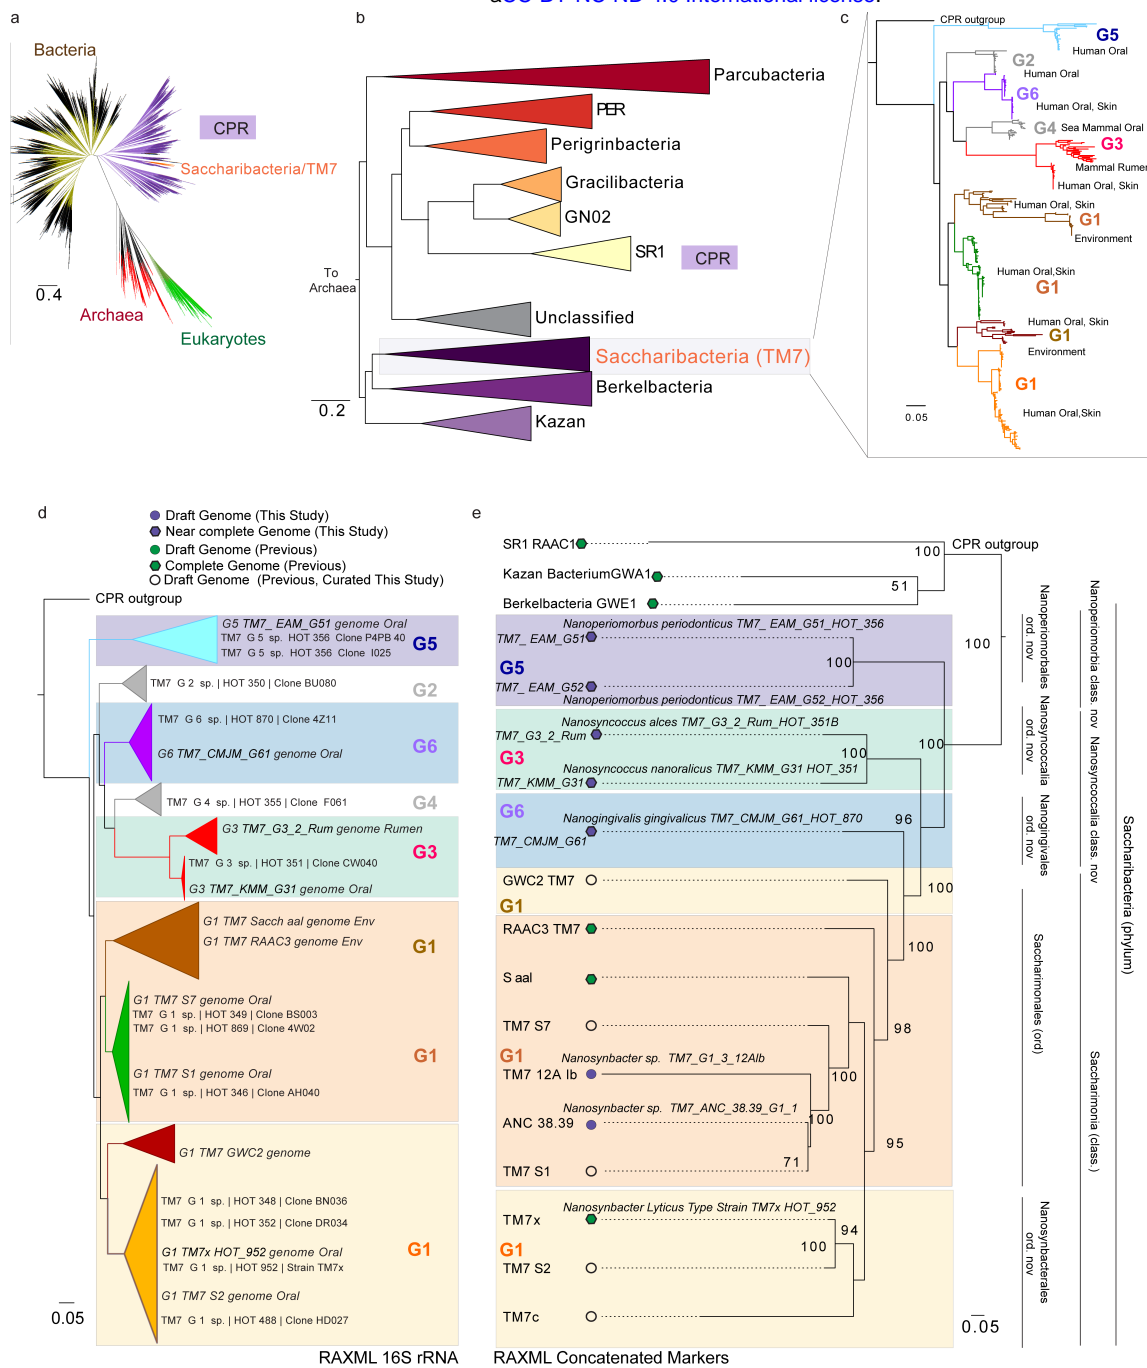 aCC-BY-NC-ND 4.0 International license.
a
Bacteria
CPR
Saccharibacteria/TM7
0.4
Archaea
Eukaryotes
b
Parcubacteria
PER
Perigrinbacteria
Gracilibacteria
GN02
SR1
CPR
To
Archaea
Unclassified
Saccharibacteria (TM7)
Berkelbacteria
0.2
Kazan
c
CPR outgroup
G5
Human Oral
G2
Human Oral
G6
Human Oral, Skin
G4 Sea Mammal Oral
G3
Mammal Rumen
Human Oral, Skin
Human Oral, Skin
G1
Environment
Human Oral,Skin
G1
Human Oral, Skin
G1
Environment
G1
0.05
Human Oral,Skin
d
Draft Genome (This Study)
Near complete Genome (This Study)
Draft Genome (Previous)
Complete Genome (Previous)
Draft Genome (Previous, Curated This Study)
CPR outgroup
G5 TM7_ EAM_G51 genome Oral
TM7 G 5 sp. HOT 356 Clone P4PB 40
TM7 G 5 sp. HOT 356 Clone I025
G5
TM7 G 2 sp. | HOT 350 | Clone BU080
G2
TM7 G 6 sp. | HOT 870 | Clone 4Z11
G6
G6 TM7_CMJM_G61 genome Oral
TM7 G 4 sp. | HOT 355 | Clone F061
G4
G3 TM7_G3_2_Rum genome Rumen
G3
TM7 G 3 sp. | HOT 351 | Clone CW040
G3 TM7_KMM_G31 genome Oral
G1 TM7 Sacch aal genome Env
G1 TM7 RAAC3 genome Env
G1
G1 TM7 S7 genome Oral
TM7 G 1 sp. | HOT 349 | Clone BS003
TM7 G 1 sp. | HOT 869 | Clone 4W02
G1
G1 TM7 S1 genome Oral
TM7 G 1 sp. | HOT 346 | Clone AH040
G1 TM7 GWC2 genome
TM7 G 1 sp. | HOT 348 | Clone BN036
TM7 G 1 sp. | HOT 352 | Clone DR034
G1 TM7x HOT_952 genome Oral
G1
TM7 G 1 sp. | HOT 952 | Strain TM7x
G1 TM7 S2 genome Oral
TM7 G 1 sp. | HOT 488 | Clone HD027
0.05
RAXML 16S rRNA
e
SR1 RAAC1
100
CPR outgroup
Kazan BacteriumGWA1
51
Berkelbacteria GWE1
Nanoperiomorbus periodonticus TM7_ EAM_G51_HOT_356
TM7_EAM_G51
100
G5
100
TM7_ EAM_G52
Nanoperiomorbus periodonticus TM7_ EAM_G52_HOT_356
Nanosyncoccus alces TM7_G3_2_Rum_HOT_351B
TM7_G3_2_Rum
100
100
G3
Nanosyncoccus nanoralicus TM7_KMM_G31 HOT_351
TM7_KMM_G31
G6
Nanogingivalis gingivalicus TM7_CMJM_G61_HOT_870
96
TM7_CMJM_G61
GWC2 TM7
100
G1
RAAC3 TM7
100
S aal
TM7 S7
98
G1
Nanosynbacter sp. TM7_G1_3_12Alb
TM7 12A Ib
100
Nanosynbacter sp. TM7_ANC_38.39_G1_1
ANC 38.39
100
95
71
TM7 S1
Nanosynbacter Lyticus Type Strain TM7x HOT_952
TM7x
94
G1
100
TM7 S2
TM7c
0.05
RAXML Concatenated Markers
Nanoperiomorbales
ord. nov
Nanosyncoccalia
ord. nov
Nanogingivales
ord. nov
Saccharimonales (ord)
Nanosynbacterales
ord. nov
Nanoperiomorbia class. nov
Nanosyncoccalia class. nov
Saccharimonia (class.)
Saccharibacteria (phylum)